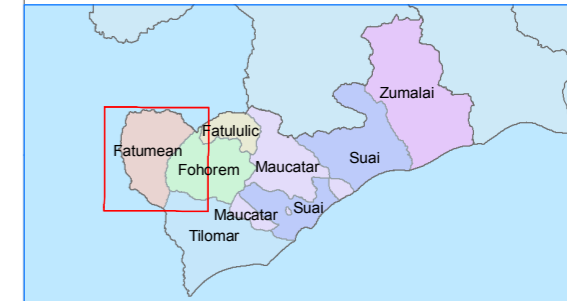 Zumalai
Fatululic
Fatumean
Suai
Fohorem
Maucatar
Suai
Maucatar
Tilomar